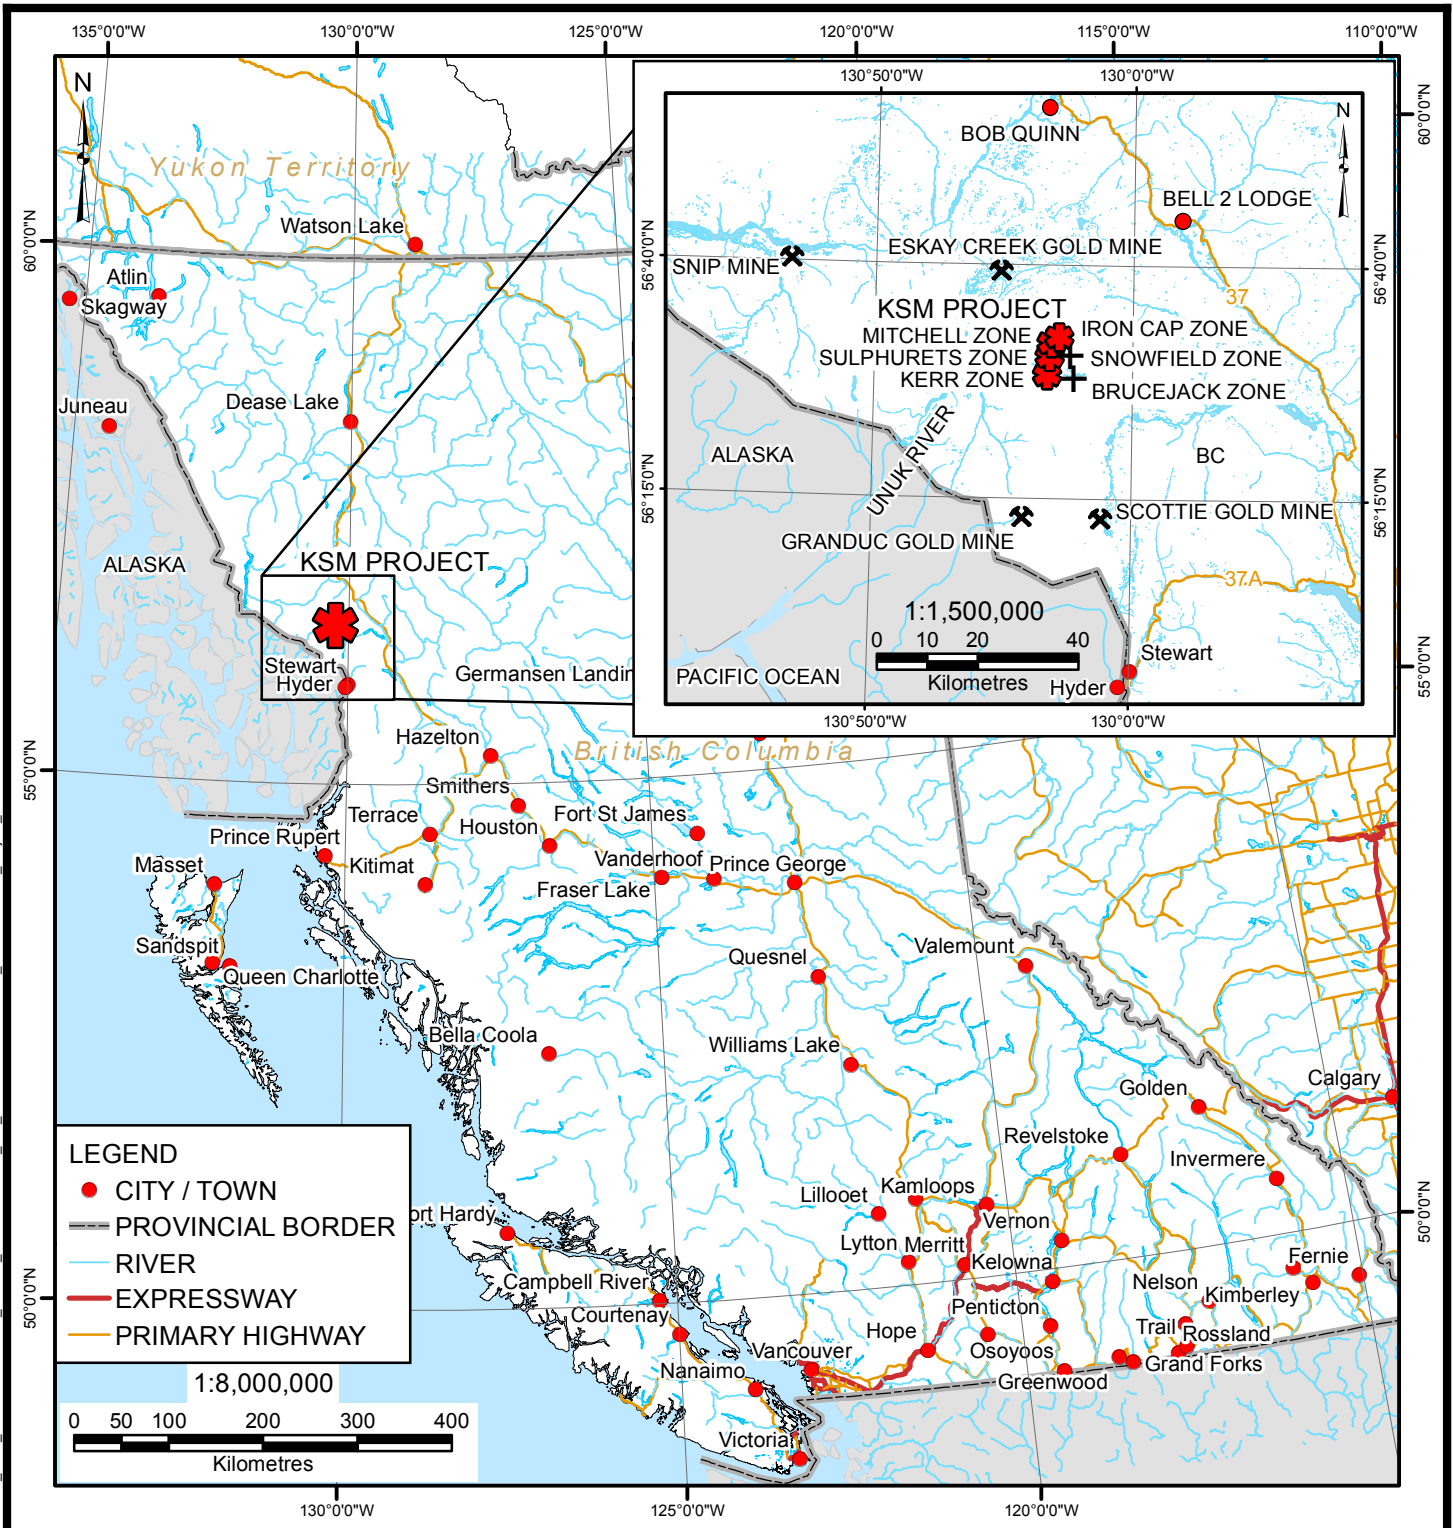 135°0'0"W
130°0'0"W
125°0'0"W
120°0'0"W
115°0'0"W
110°0'0"W
130°50'0"W
130°0'0"W
N
N
60°0'0"N
60°0'0"N
BOB QUINN
Yukon Territory
BELL 2 LODGE
Watson Lake
ESKAY CREEK GOLD MINE
SNIP MINE
56°40'0"N
56°40'0"N
Atlin
Skagway
37
KSM PROJECT
MITCHELL ZONE
IRON CAP ZONE
SULPHURETS ZONE
SNOWFIELD ZONE
KERR ZONE
BRUCEJACK ZONE
Juneau
Dease Lake
UNUK RIVER
ALASKA
BC
56°15'0"N
56°15'0"N
SCOTTIE GOLD MINE
GRANDUC GOLD MINE
ALASKA
KSM PROJECT
37A
1:1,500,000
0 10 20 40
Kilometres
Stewart
Hyder
PACIFIC OCEAN
Stewart
Hyder
Germansen Landin
55°0'0"N
130°50'0"W
130°0'0"W
Hazelton
British Columbia
55°0'0"N
Smithers
Terrace
Houston
Fort St James
Prince Rupert
Kitimat
Vanderhoof
Prince George
Masset
Fraser Lake
Sandspit
Queen Charlotte
Quesnel
Valemount
Bella Coola
Williams Lake
Golden
Calgary
Revelstoke
Invermere
LEGEND
CITY / TOWN
PROVINCIAL BORDER
RIVER
EXPRESSWAY
PRIMARY HIGHWAY
Lillooet
Kamloops
ort Hardy
Vernon
50°0'0"N
Lytton
Merritt
Kelowna
Fernie
Campbell River
Nelson
Kimberley
50°0'0"N
Courtenay
Penticton
Hope
Trail
Rossland
Vancouver
Osoyoos
Grand Forks
Nanaimo
Greenwood
1:8,000,000
0 50 100 200 300 400
Kilometres
Victoria
130°0'0"W
125°0'0"W
120°0'0"W